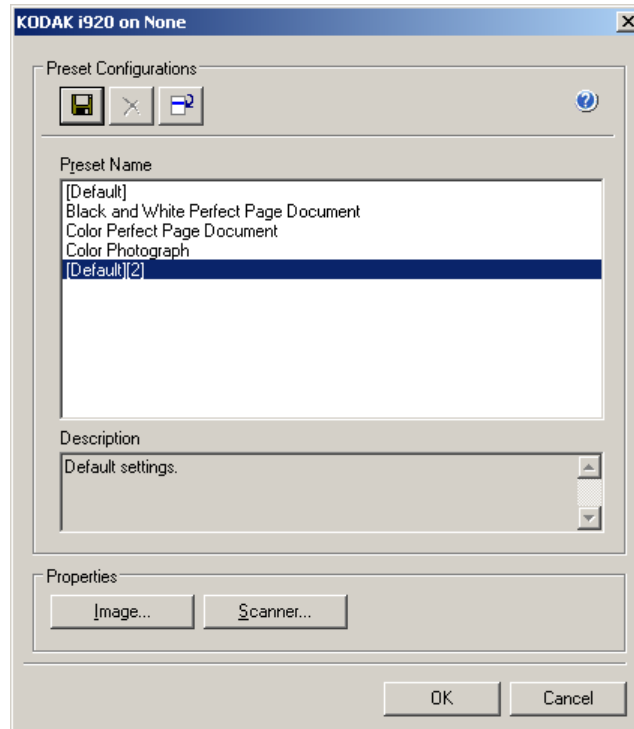 KODAK i920 on None
Preset Configurations
Preset Name
[Default]
Black and White Perfect Page Document
Color Perfect Page Document
Color Photograph
[Default][2]
Description
Default settings.
Properties
Image...
Scanner...
OK
Cancel